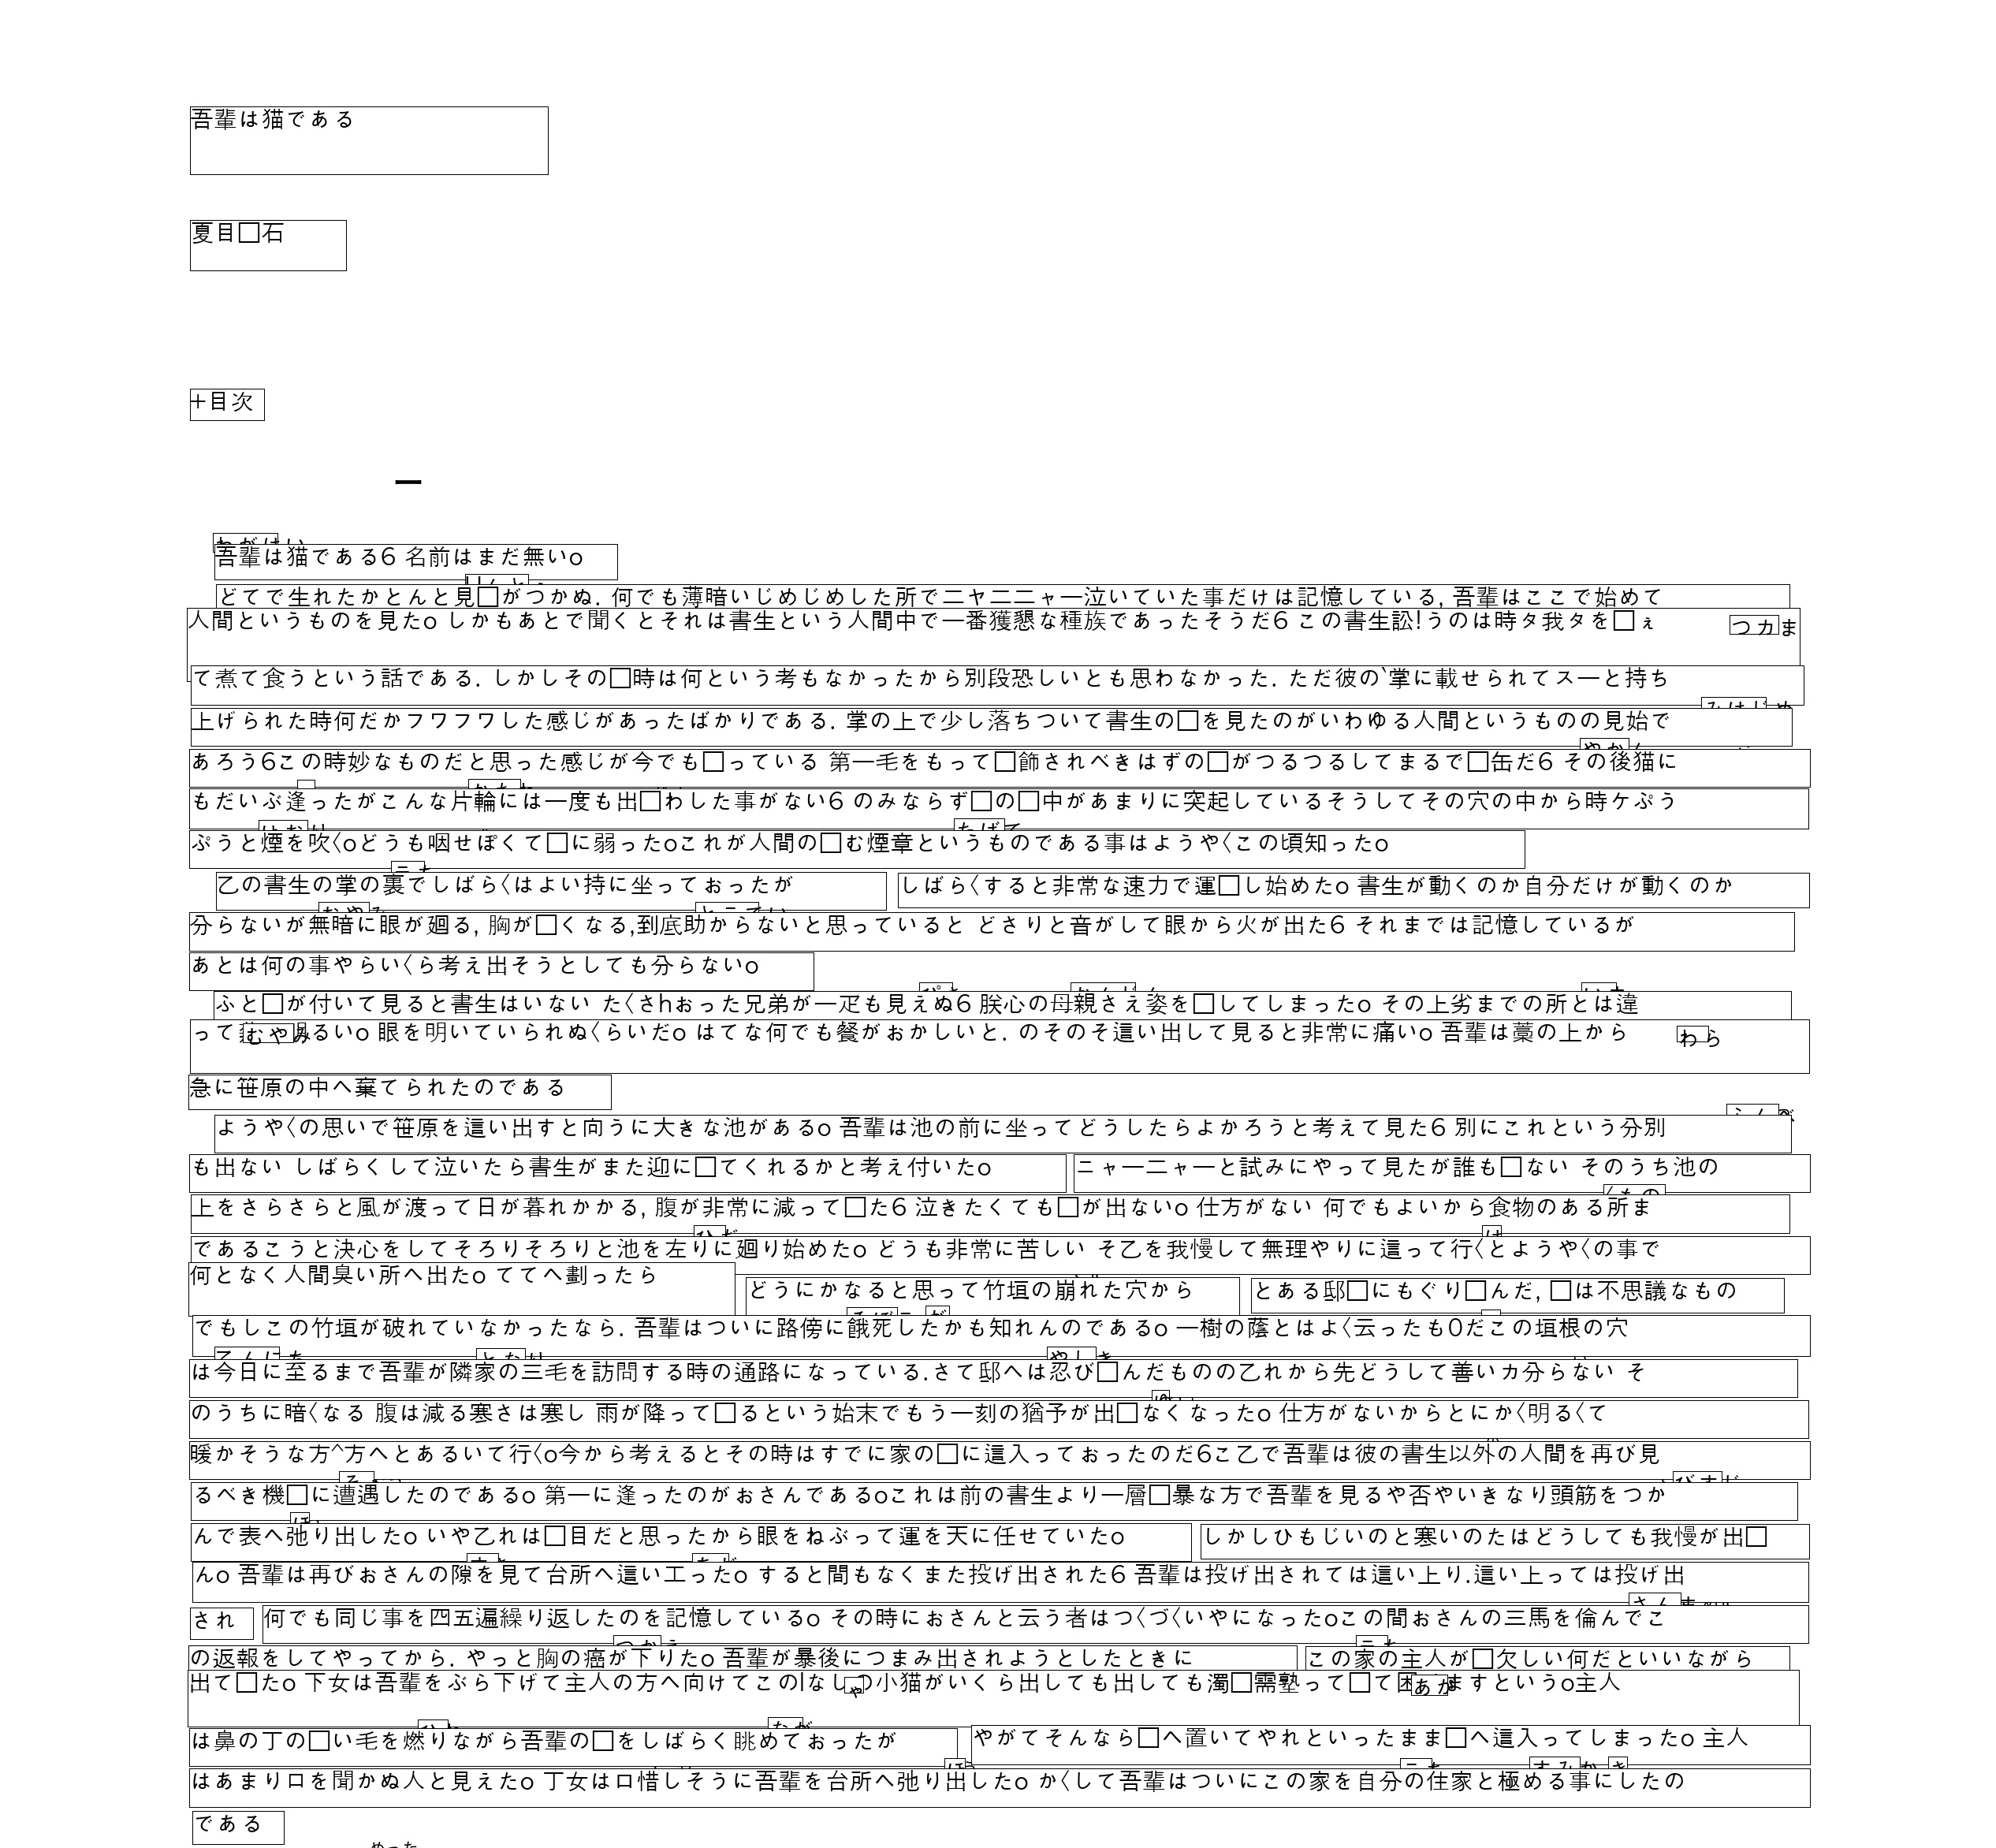 吾輩は猫である
夏目□石
+目次
一
吾輩は猫である6 名前はまだ無いo
どてで生れたかとんと見□がつかぬ. 何でも薄暗いじめじめした所で二ヤ二二ャ一泣いていた事だけは記憶している, 吾輩はここで始めて
人間というものを見たo しかもあとで聞くとそれは書生という人間中で一番獲懇な種族であったそうだ6 この書生訟!うのは時タ我タを□ぇ
つカま
て煮て食うという話である. しかしその□時は何という考もなかったから別段恐しいとも思わなかった. ただ彼の`掌に載せられてス一と持ち
上げられた時何だかフワフワした感じがあったばかりである. 掌の上で少し落ちついて書生の□を見たのがいわゆる人間というものの見始で
あろう6この時妙なものだと思った感じが今でも□っている 第一毛をもって□飾されべきはずの□がつるつるしてまるで□缶だ6 その後猫に
もだいぶ逢ったがこんな片輪には一度も出□わした事がない6 のみならず□の□中があまりに突起しているそうしてその穴の中から時ケぷう
ぷうと煙を吹〈oどうも咽せぽくて□に弱ったoこれが人間の□む煙章というものである事はようや〈この頃知ったo
乙の書生の掌の裏でしばら〈はよい持に坐っておったが しばら〈すると非常な速力で運□し始めたo 書生が動くのか自分だけが動くのか
分らないが無暗に眼が廻る, 胸が□くなる,到底助からないと思っていると どさりと音がして眼から火が出た6 それまでは記憶しているが
あとは何の事やらい〈ら考え出そうとしても分らないo
ふと□が付いて見ると書生はいない た〈さhぉった兄弟が一疋も見えぬ6 朕心の母親さえ姿を□してしまったo その上劣までの所とは違
って むやみ るいo 眼を明いていられぬ〈らいだo はてな何でも餐がおかしいと. のそのそ這い出して見ると非常に痛いo 吾輩は藁の上から
わら
急に笹原の中へ棄てられたのである
ようや〈の思いで笹原を這い出すと向うに大きな池があるo 吾輩は池の前に坐ってどうしたらよかろうと考えて見た6 別にこれという分別
も出ない しばらくして泣いたら書生がまた迎に□てくれるかと考え付いたo ニャ一二ャ一と試みにやって見たが誰も□ない そのうち池の
上をさらさらと風が渡って日が暮れかかる, 腹が非常に減って□た6 泣きたくても□が出ないo 仕方がない 何でもよいから食物のある所ま
であるこうと決心をしてそろりそろりと池を左りに廻り始めたo どうも非常に苦しい そ乙を我慢して無理やりに這って行〈とようや〈の事で
何となく人間臭い所へ出たo ててへ劃ったら どうにかなると思って竹垣の崩れた穴から とある邸□にもぐり□んだ, □は不思議なもの
でもしこの竹垣が破れていなかったなら. 吾輩はついに路傍に餓死したかも知れんのであるo 一樹の蔭とはよ〈云ったも0だこの垣根の穴
は今日に至るまで吾輩が隣家の三毛を訪問する時の通路になっている.さて邸へは忍び□んだものの乙れから先どうして善いカ分らない そ
のうちに暗〈なる 腹は減る寒さは寒し 雨が降って□るという始末でもう一刻の猶予が出□なくなったo 仕方がないからとにか〈明る〈て
暖かそうな方^方へとあるいて行〈o今から考えるとその時はすでに家の□に這入っておったのだ6こ乙で吾輩は彼の書生以外の人間を再び見
るべき機□に遭遇したのであるo 第一に逢ったのがぉさんであるoこれは前の書生より一層□暴な方で吾輩を見るや否やいきなり頭筋をつか
んで表へ弛り出したo いや乙れは□目だと思ったから眼をねぶって運を天に任せていたo しかしひもじいのと寒いのたはどうしても我慢が出□
んo 吾輩は再びぉさんの隙を見て台所へ這い工ったo すると間もなくまた投げ出された6 吾輩は投げ出されては這い上り.這い上っては投げ出
され 何でも同じ事を四五遍繰り返したのを記憶しているo その時におさんと云う者はつ〈づ〈いやになったoこの間ぉさんの三馬を倫んでこ
の返報をしてやってから. やっと胸の癌が下りたo 吾輩が暴後につまみ出されようとしたときに この家の主人が□欠しい何だといいながら
出て□たo 下女は吾輩をぶら下げて主人の方へ向けてこのlなしの小猫がいくら出しても出しても濁□需塾って□て困 ますというo主人
は鼻の丁の□い毛を燃りながら吾輩の□をしばらく眺めてぉったが やがてそんなら□へ置いてやれといったまま□へ這入ってしまったo 主人
はあまりロを聞かぬ人と見えたo 丁女はロ惜しそうに吾輩を台所へ弛り出したo か〈して吾輩はついにこの家を自分の住家と極める事にしたの
である